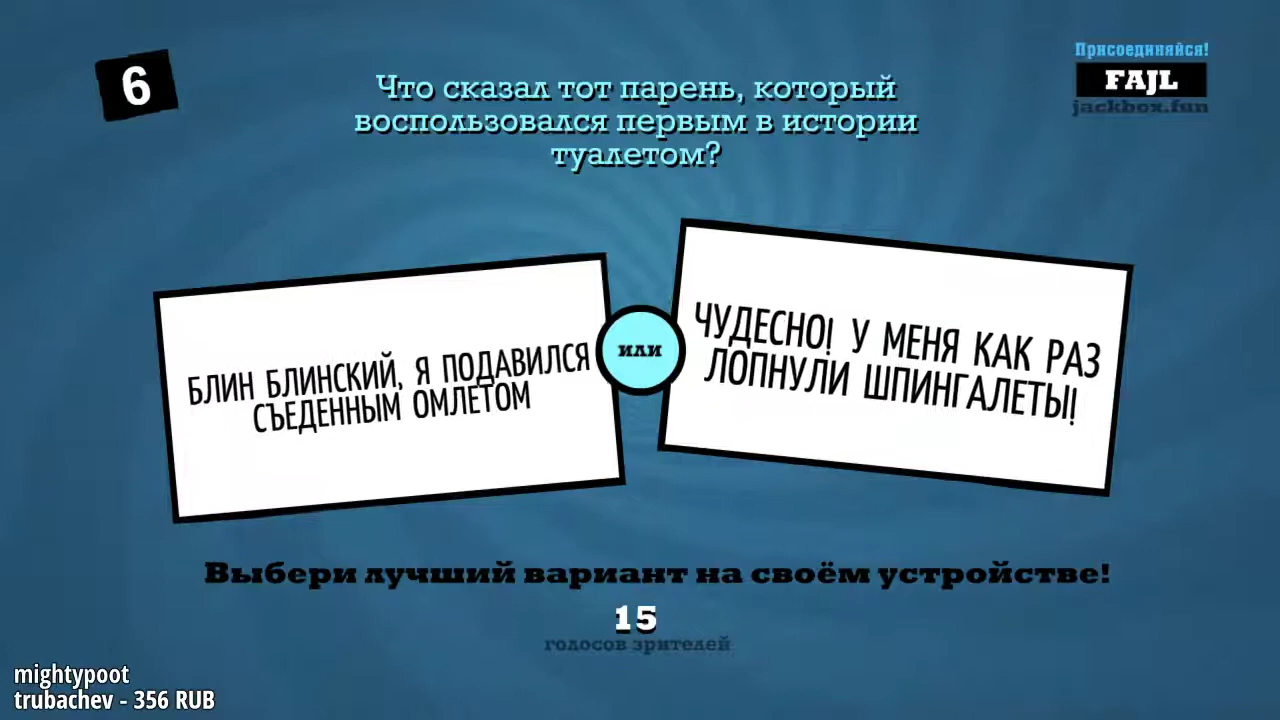 6
Что сказал тот парень, который
воспользовался первым в истории
туалетом?
Присоединяйся!
FAJL
jackbox.fun
БЛИН БЛИНСКИЙ, Я ПОДАВИЛСЯ
СЪЕДЕННЫМ ОМЛЕТОМ
ИЛИ
ЧУДЕСНО! У МЕНЯ КАК РАЗ
ЛОПНУЛИ ШПИНГАЛЕТЫ!
Выбери лучший вариант на своём устройстве!
15
голосов зрителей
mightypoot
trubachev - 356 RUB